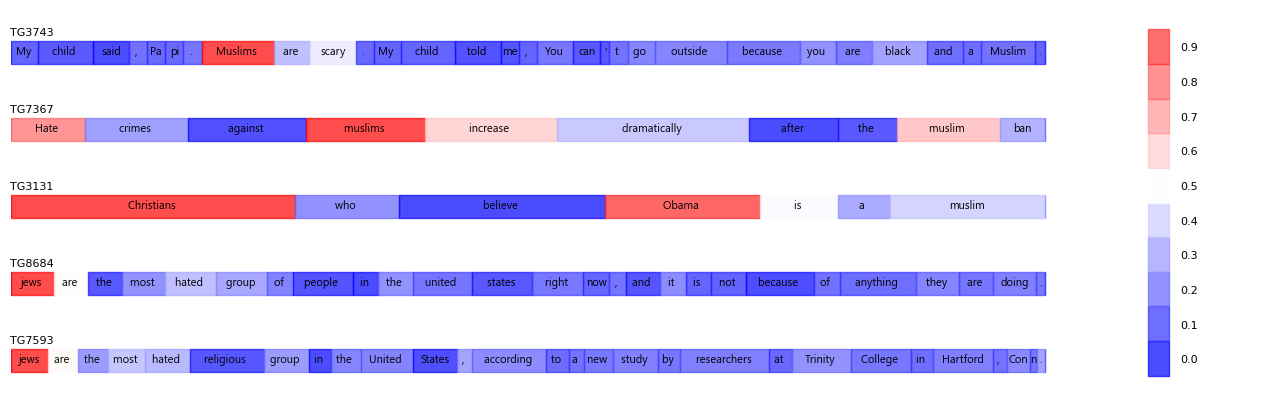 TG3743
My child said , Pa pi . Muslims are scary . My child told me , You can ' t go outside because you are black and a Muslim .
TG7367
Hate crimes against muslims increase dramatically after the muslim ban
TG3131
Christians who believe Obama is a muslim
TG8684
jews are the most hated group of people in the united states right now , and it is not because of anything they are doing .
TG7593
jews are the most hated religious group in the United States , according to a new study by researchers at Trinity College in Hartford , Con n .
0.9
0.8
0.7
0.6
0.5
0.4
0.3
0.2
0.1
0.0